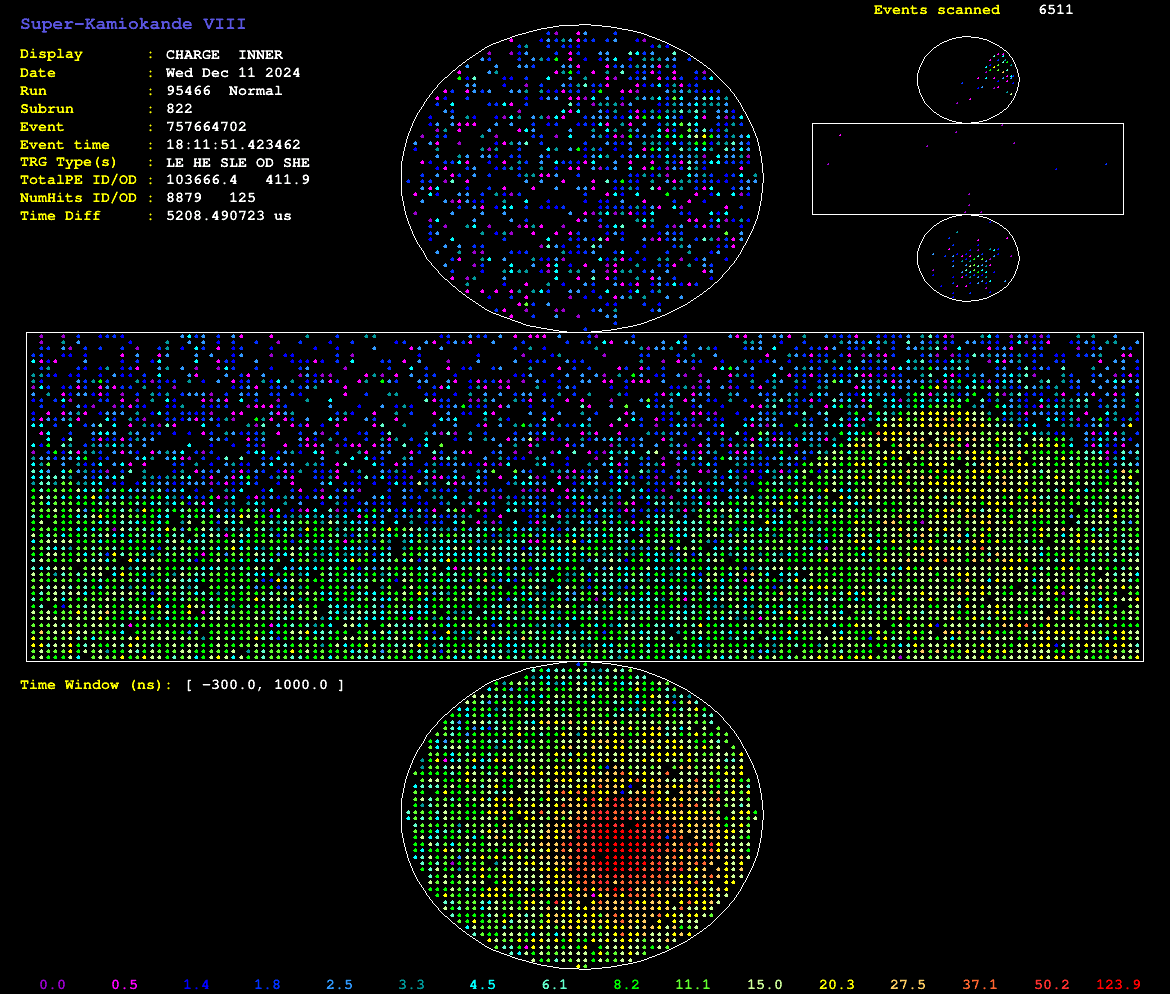 Super-Kamiokande VIII
Events scanned 6511
Display : CHARGE INNER
Date : Wed Dec 11 2024
Run : 95466 Normal
Subrun : 822
Event : 757664702
Event time : 18:11:51.423462
TRG Type(s) : LE HE SLE OD SHE
TotalPE ID/OD : 103666.4 411.9
NumHits ID/OD : 8879 125
Time Diff : 5208.490723 us
Time Window (ns): [ -300.0, 1000.0 ]
0.0 0.5 1.4 1.8 2.5 3.3 4.5 6.1 8.2 11.1 15.0 20.3 27.5 37.1 50.2 123.9